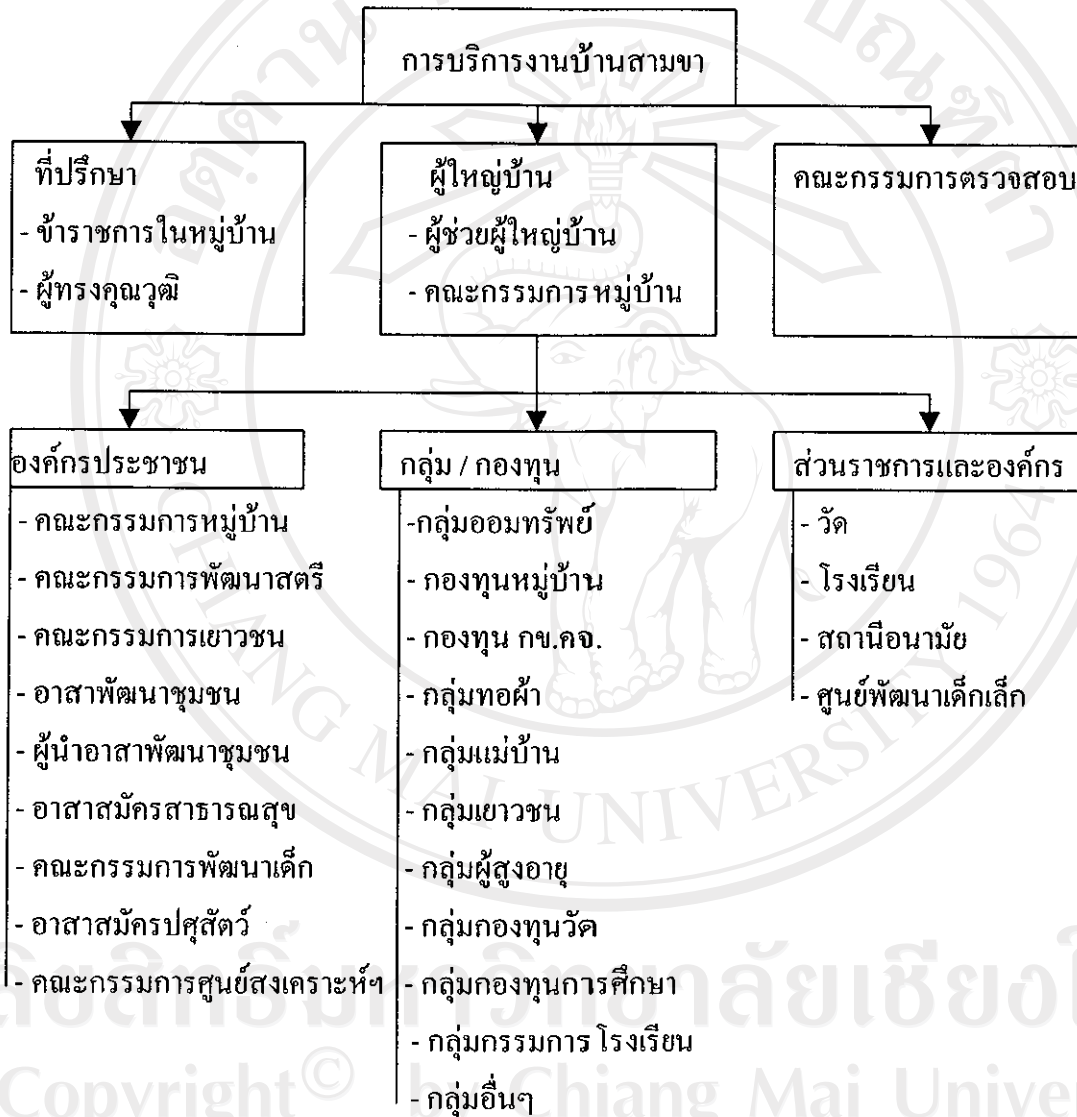 การบริการงานบ้านสามขา
ที่ปรึกษา
- ข้าราชการในหมู่บ้าน
- ผู้ทรงคุณวุฒิ
ผู้ใหญ่บ้าน
- ผู้ช่วยผู้ใหญ่บ้าน
- คณะกรรมการหมู่บ้าน
คณะกรรมการตรวจสอบ
องค์กรประชาชน
- คณะกรรมการหมู่บ้าน
- คณะกรรมการพัฒนาสตรี
- คณะกรรมการเยาวชน
- อาสาพัฒนาชุมชน
- ผู้นำอาสาพัฒนาชุมชน
- อาสาสมัครสาธารณสุข
- คณะกรรมการพัฒนาเด็ก
- อาสาสมัครปศุสัตว์
- คณะกรรมการศูนย์สงเคราะห์ฯ
กลุ่ม / กองทุน
-กลุ่มออมทรัพย์
- กองทุนหมู่บ้าน
- กองทุน กข.คจ.
- กลุ่มทอผ้า
- กลุ่มแม่บ้าน
- กลุ่มเยาวชน
- กลุ่มผู้สูงอายุ
- กลุ่มกองทุนวัด
- กลุ่มกองทุนการศึกษา
- กลุ่มกรรมการ โรงเรียน
- กลุ่มอื่นๆ
ส่วนราชการและองค์กร
- วัด
- โรงเรียน
- สถานีอนามัย
- ศูนย์พัฒนาเด็กเล็ก
CHIANG MAI UNIVERSITY 1964
Copyright© by Chiang Mai Univer